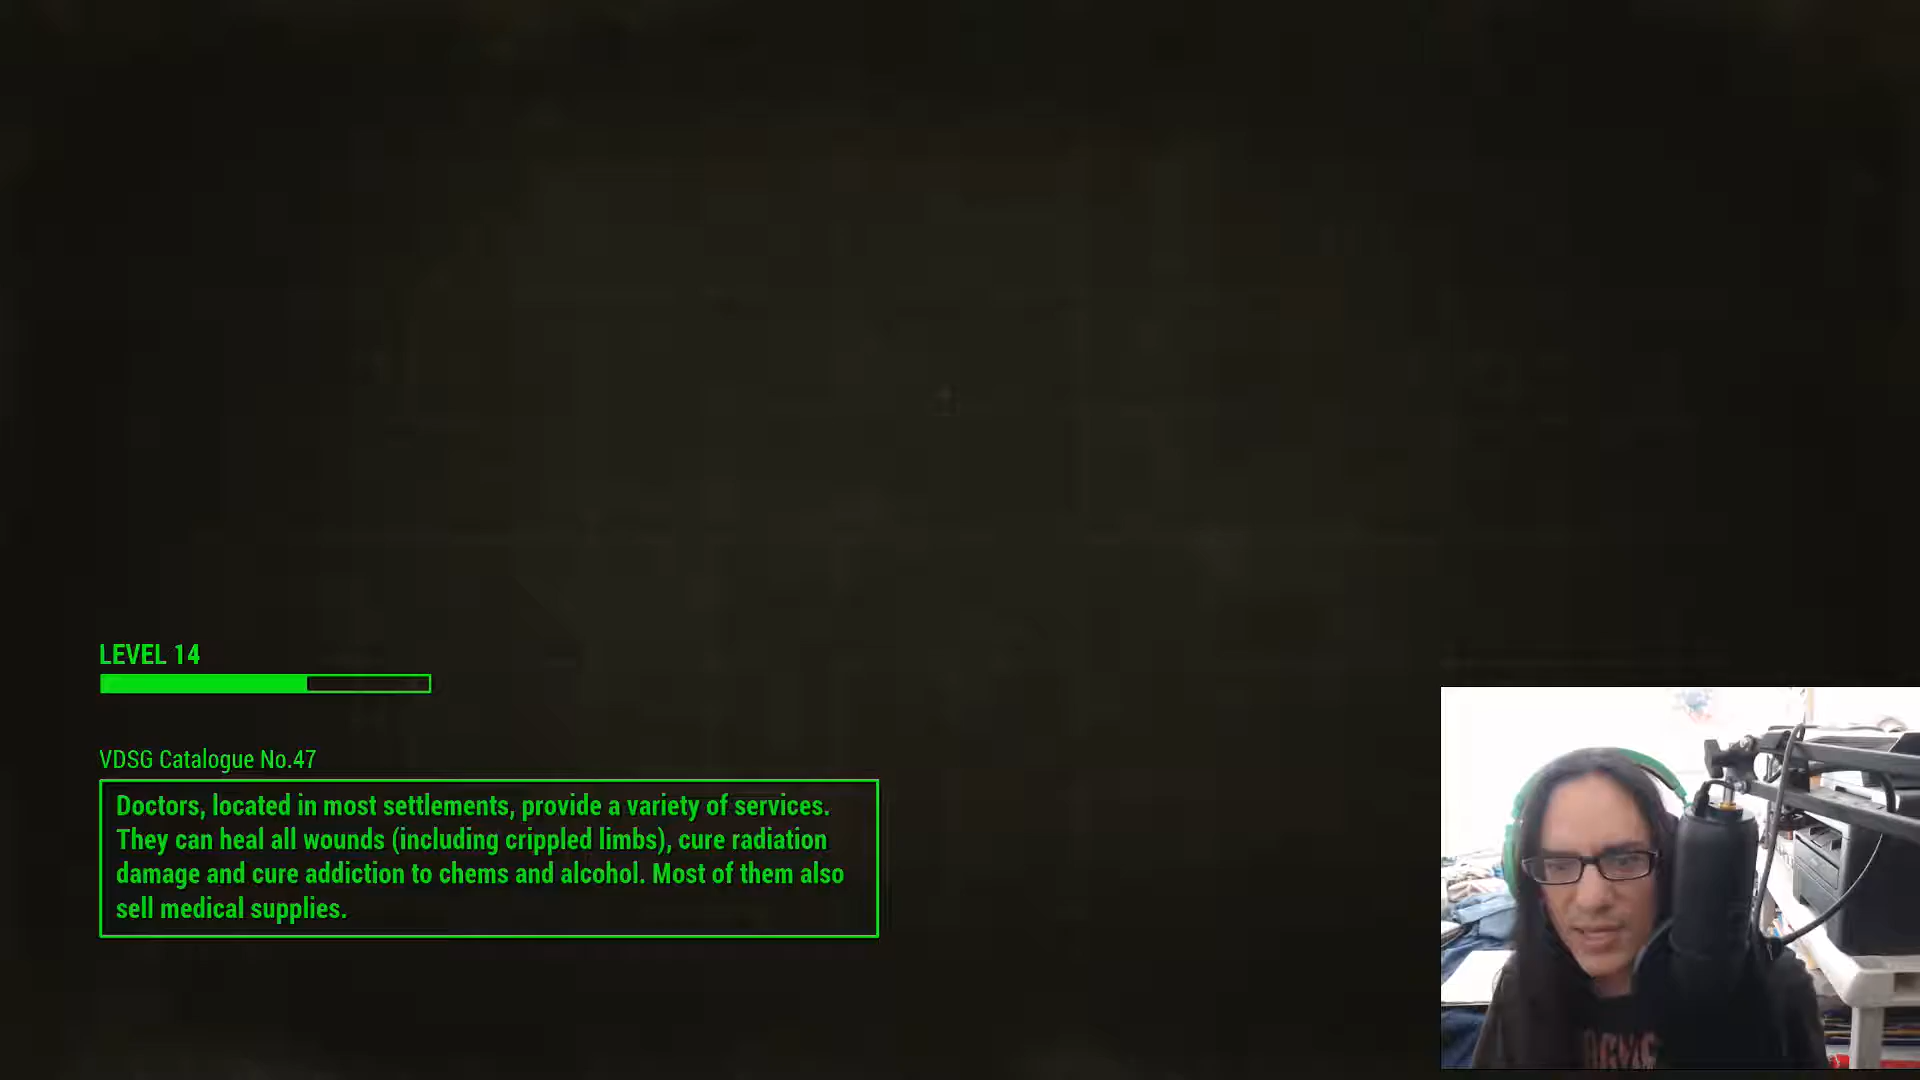 LEVEL 14
VDSG Catalogue No.47
Doctors, located in most settlements, provide a variety of services.
They can heal all wounds (including crippled limbs), cure radiation
damage and cure addiction to chems and alcohol. Most of them also
sell medical supplies.